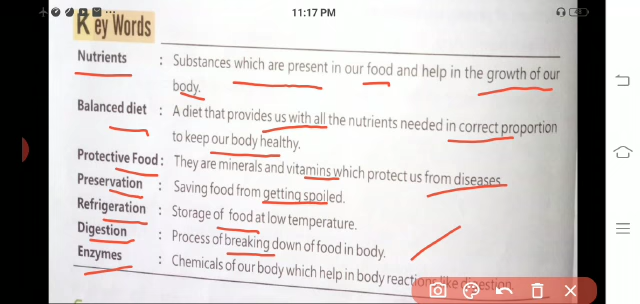 11:17 PM
Key Words
Nutrients : Substances which are present in our food and help in the growth of our
body.
Balanced diet : A diet that provides us with all the nutrients needed in correct proportion
to keep our body healthy.
Protective Food : They are minerals and vitamins which protect us from diseases
Preservation : Saving food from getting spoiled.
Refrigeration : Storage of food at low temperature.
Digestion : Process of breaking down of food in body.
Enzymes : Chemicals of our body which help in body reactions like digestion.